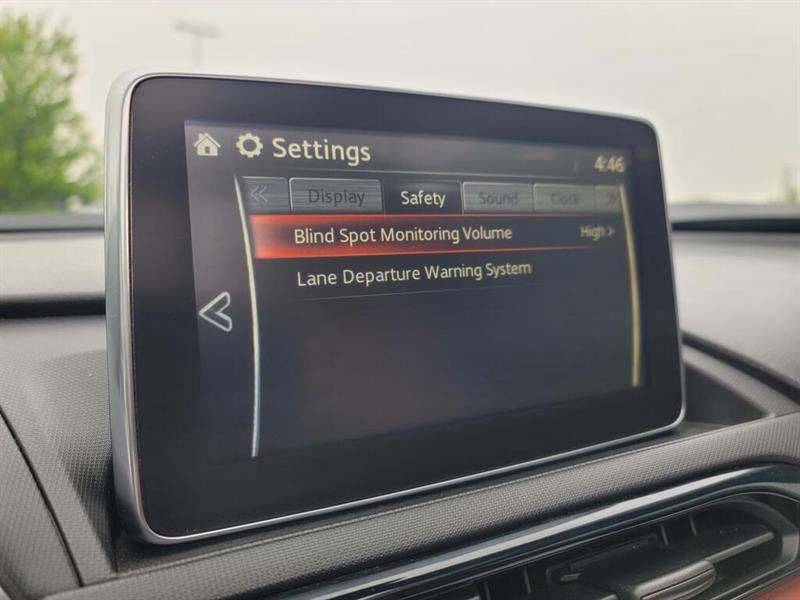 Settings 4:46
Display Safety Sound Clock
Blind Spot Monitoring Volume High
Lane Departure Warning System